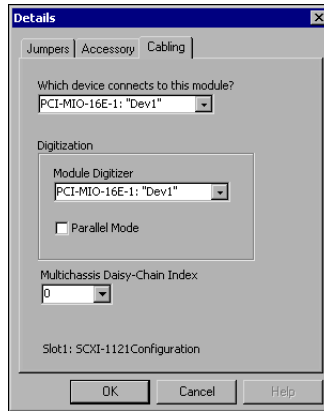 Details
Jumpers Accessory Cabling
Which device connects to this module?
PCI-MIO-16E-1: "Dev1"
Digitization
Module Digitizer
PCI-MIO-16E-1: "Dev1"
Parallel Mode
Multichassis Daisy-Chain Index
0
Slot1: SCXI-1121Configuration
OK Cancel Help